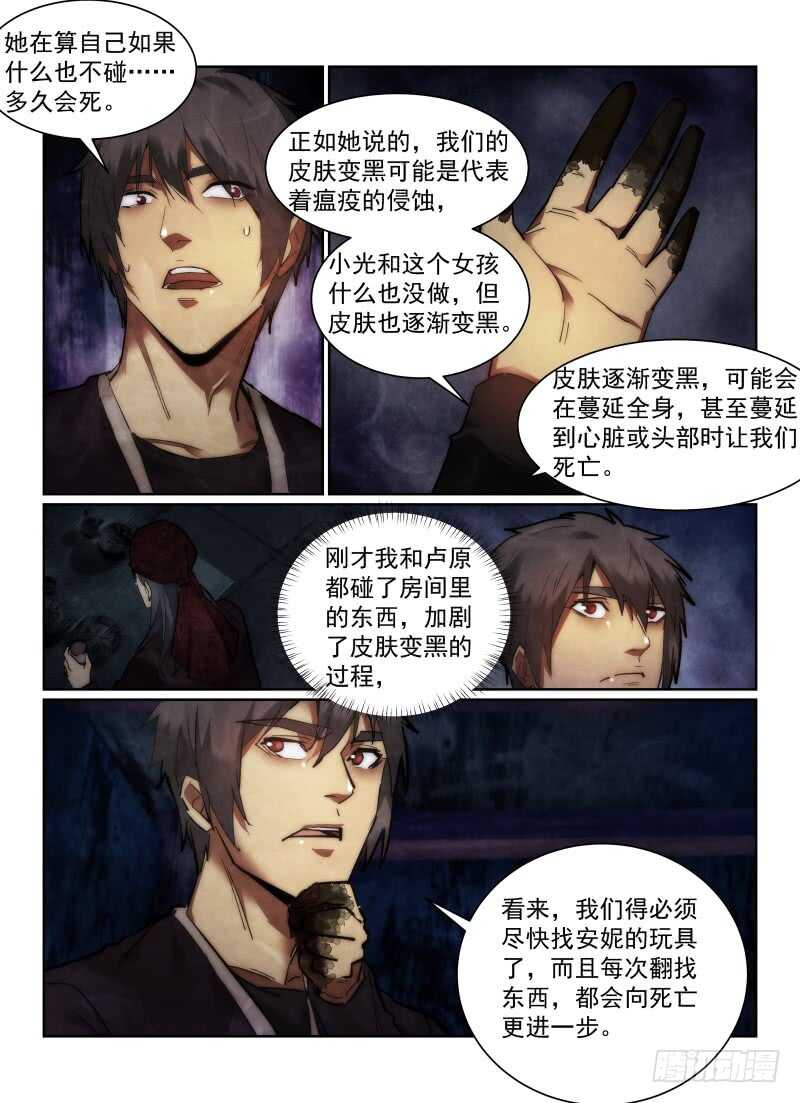 她在算自己如果
什么也不碰……
多久会死。
正如她说的，我们的
皮肤变黑可能是代表
着瘟疫的侵蚀，
小光和这个女孩
什么也没做，但
皮肤也逐渐变黑。
皮肤逐渐变黑，可能会
在蔓延全身，甚至蔓延
到心脏或头部时让我们
死亡。
刚才我和卢原
都碰了房间里
的东西，加剧
了皮肤变黑的
过程，
看来，我们得必须
尽快找安妮的玩具
了，而且每次翻找
东西，都会向死亡
更进一步。
腾讯动漫